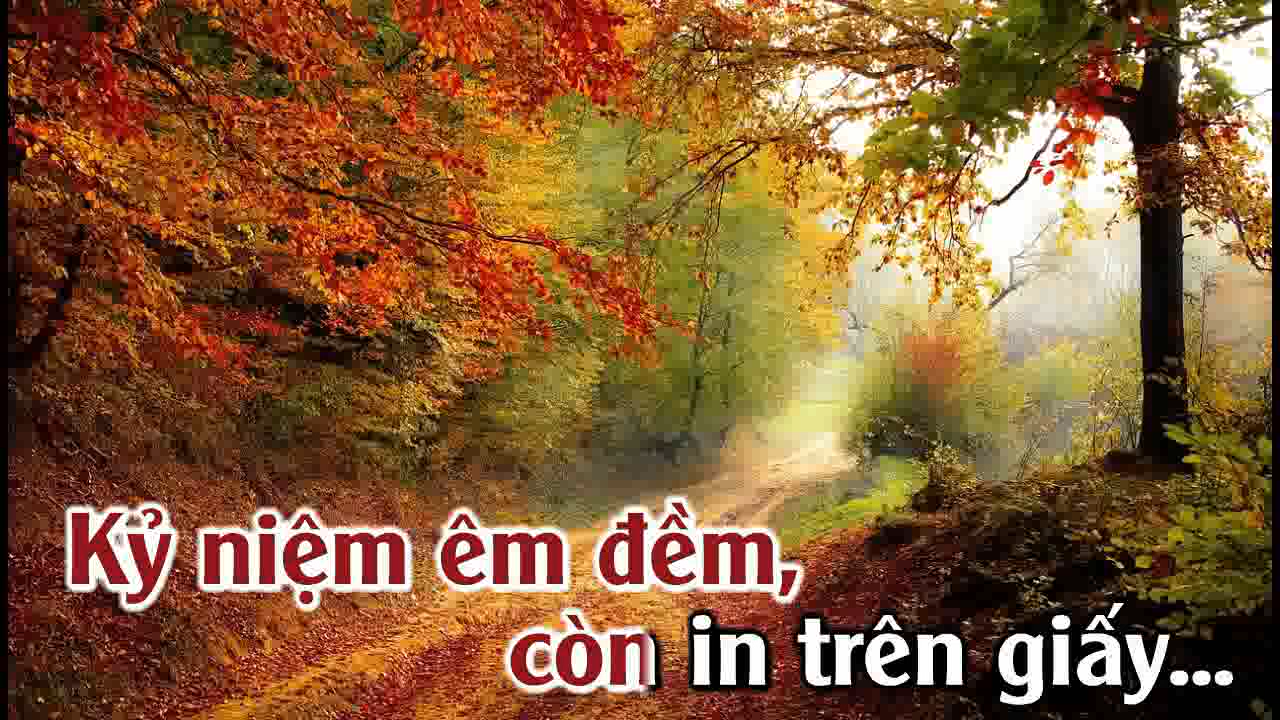 Kỷ niệm êm đềm,
còn in trên giấy...